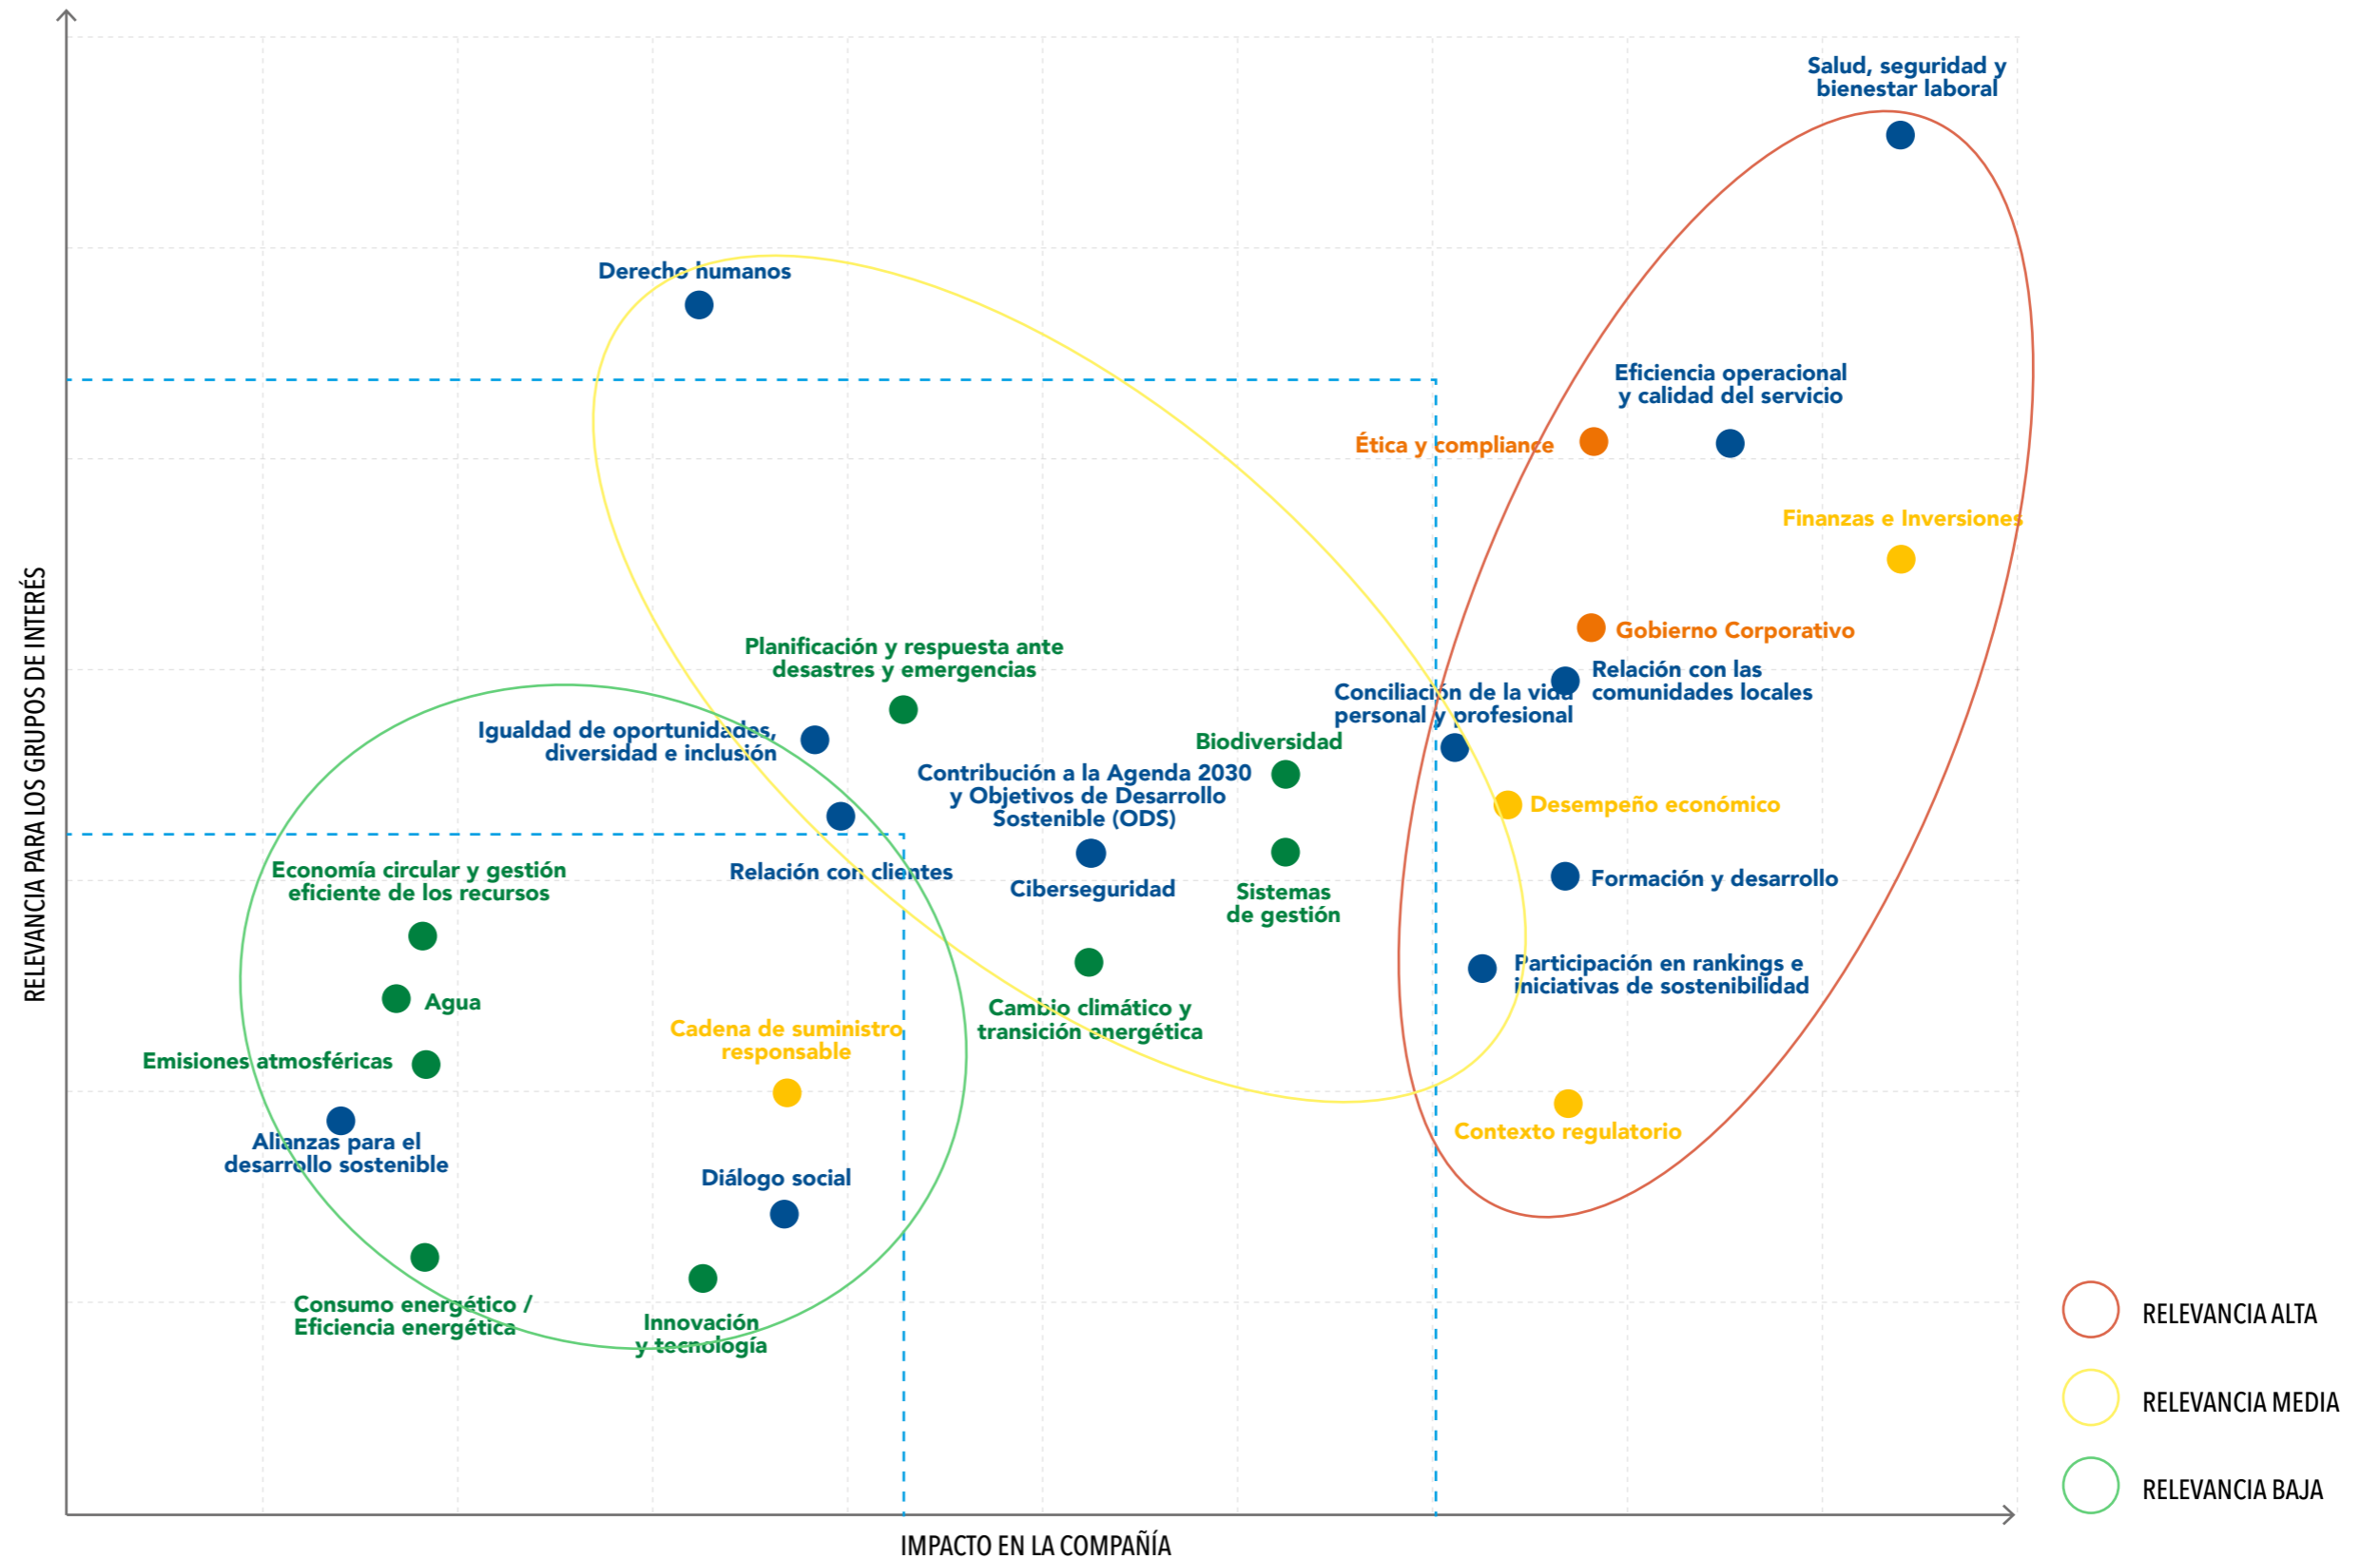 Salud, seguridad y
bienestar laboral
Derecho humanos
Eficiencia operacional
y calidad del servicio
Ética y compliance
Finanzas e Inversiones
Gobierno Corporativo
Planificación y respuesta ante
desastres y emergencias
Relación con las
comunidades locales
Conciliación de la vida
personal y profesional
Igualdad de oportunidades,
diversidad e inclusión
Biodiversidad
Contribución a la Agenda 2030
y Objetivos de Desarrollo
Sostenible (ODS)
Desempeño económico
Relación con clientes
Economía circular y gestión
eficiente de los recursos
Ciberseguridad
Sistemas
de gestión
Formación y desarrollo
Participación en rankings e
iniciativas de sostenibilidad
Agua
Cambio climático y
transición energética
Cadena de suministro
responsable
Emisiones atmosféricas
Alianzas para el
desarrollo sostenible
Contexto regulatorio
Diálogo social
Consumo energético /
Eficiencia energética
Innovación
y tecnología
RELEVANCIA PARA LOS GRUPOS DE INTERÉS
IMPACTO EN LA COMPAÑÍA
RELEVANCIA ALTA
RELEVANCIA MEDIA
RELEVANCIA BAJA